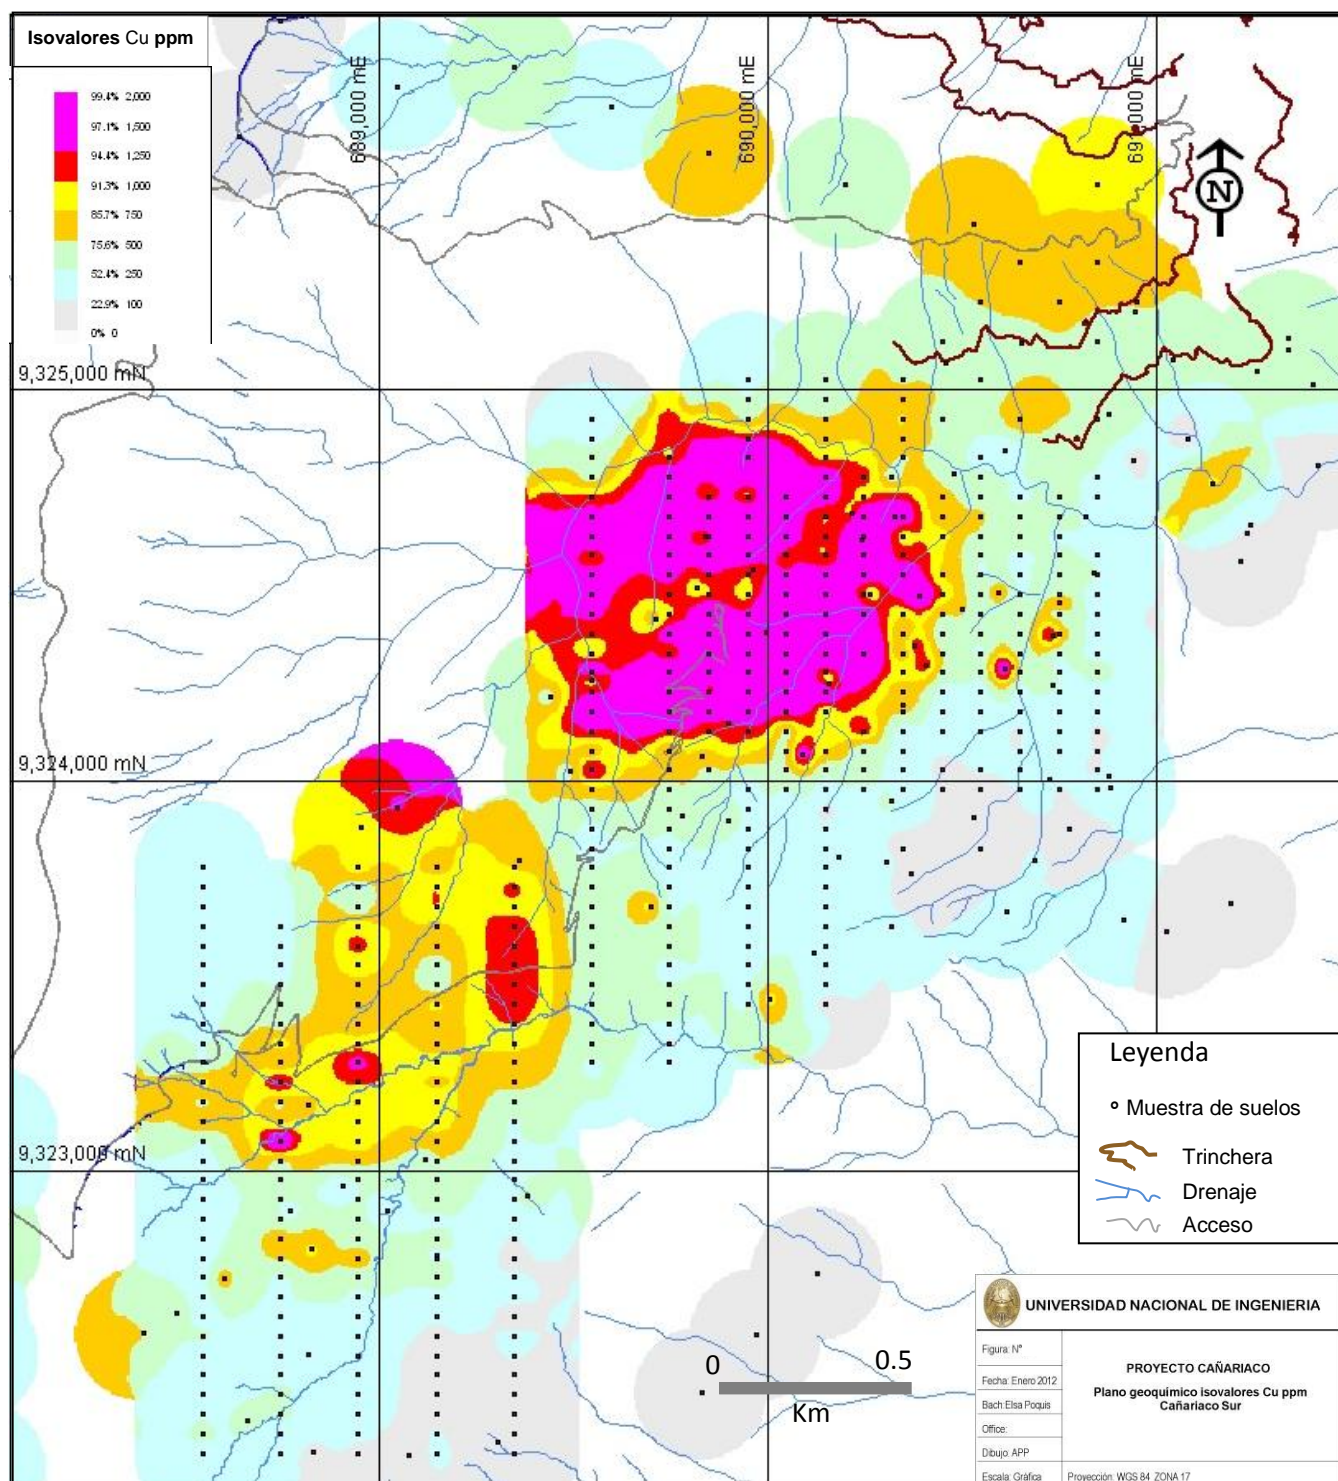 Isovalores Cu ppm
99.4% 2,000
97.1% 1,500
94.4% 1,250
91.3% 1,000
85.7% 750
75.6% 500
52.4% 250
22.9% 100
0% 0
689,000 mE
690,000 mE
691,000 mE
N
9,325,000 mN
9,324,000 mN
9,323,000 mN
Leyenda
Muestra de suelos
Trinchera
Drenaje
Acceso
0 0.5
Km
UNIVERSIDAD NACIONAL DE INGENIERIA
Figura: N°
Fecha: Enero 2012
Bach: Elsa Poquis
Office:
Dibujo: APP
Escala: Gráfica
PROYECTO CAÑARIACO
Plano geoquímico isovalores Cu ppm
Cañariaco Sur
Proyección: WGS 84 ZONA 17